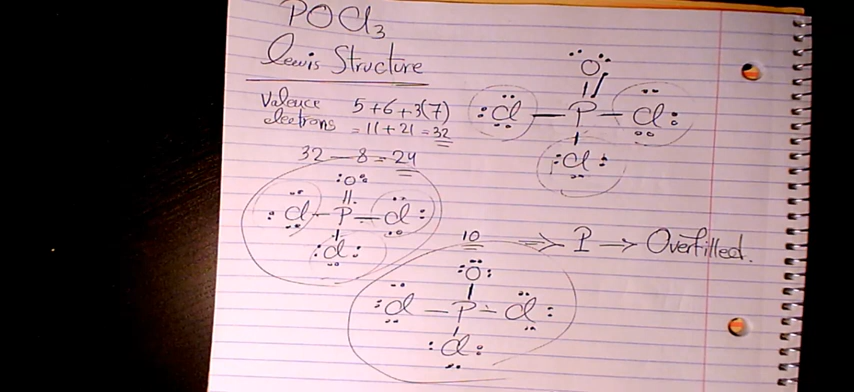 POCl3
Lewis Structure
Valence 5+6+3(7)
electrons = 11+21 = 32
32 - 8 = 24
O
Cl - P - Cl
Cl
O
Cl - P - Cl
Cl
10 ⇒ P → Overfilled.
O
Cl - P - Cl
Cl